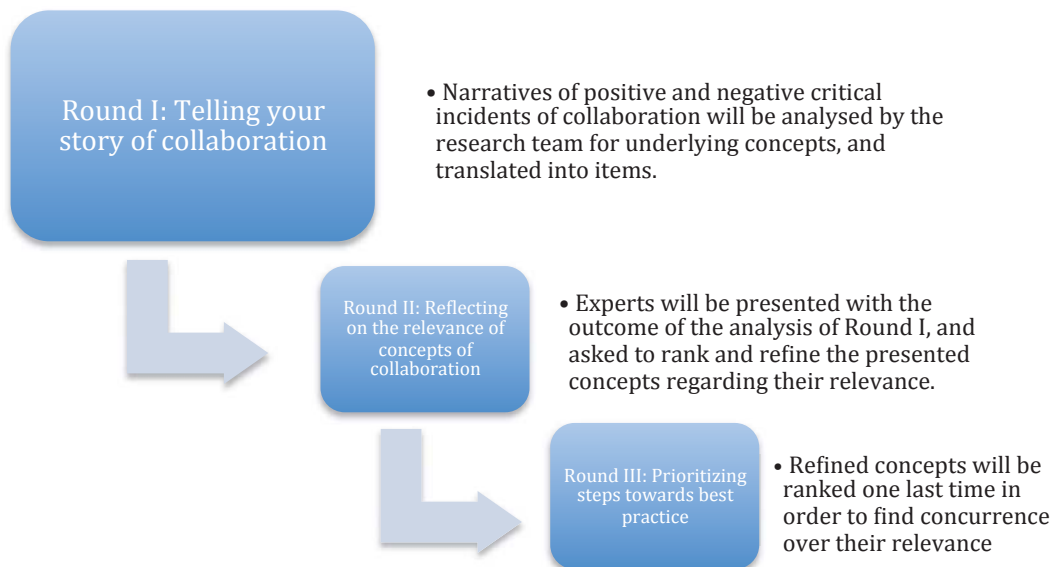 Round I: Telling your
story of collaboration
• Narratives of positive and negative critical
incidents of collaboration will be analysed by the
research team for underlying concepts, and
translated into items.
Round II: Reflecting
on the relevance of
concepts of
collaboration
• Experts will be presented with the
outcome of the analysis of Round I, and
asked to rank and refine the presented
concepts regarding their relevance.
Round III: Prioritizing
steps towards best
practice
• Refined concepts will be
ranked one last time in
order to find concurrence
over their relevance